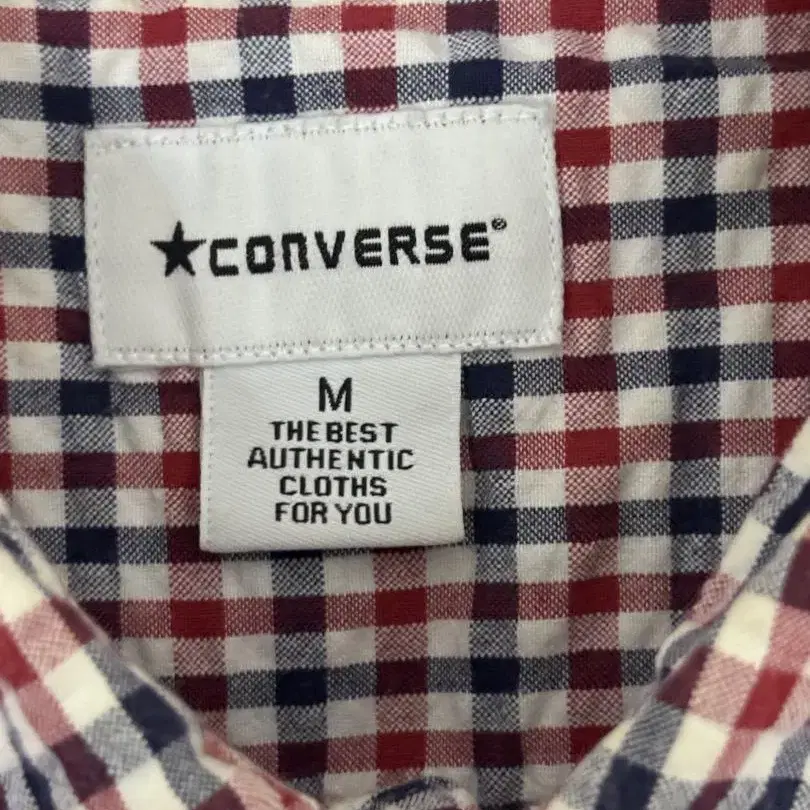 ★CONVERSE®
M
THE BEST
AUTHENTIC
CLOTHS
FOR YOU